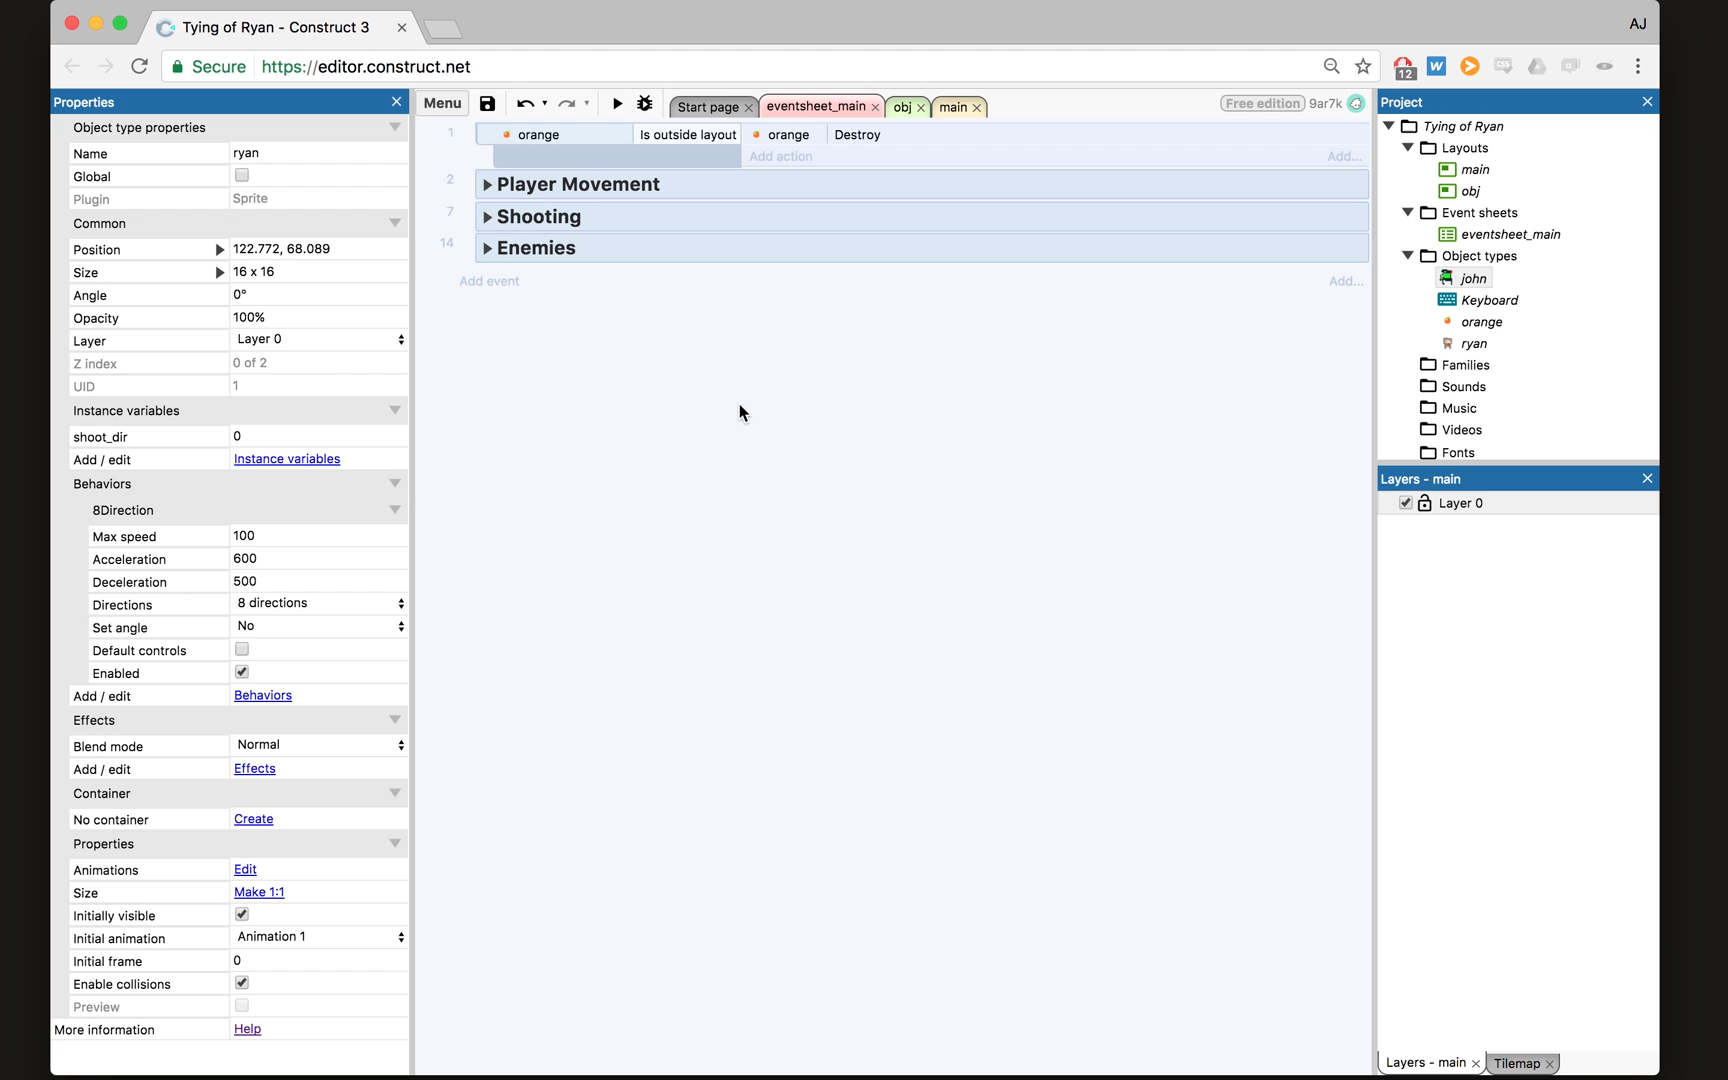 Tying of Ryan - Construct 3
AJ
Secure https://editor.construct.net
12
W
Properties
Object type properties
Name ryan
Global
Plugin Sprite
Common
Position 122.772, 68.089
Size 16 x 16
Angle 0°
Opacity 100%
Layer Layer 0
Z index 0 of 2
UID 1
Instance variables
shoot_dir 0
Add / edit Instance variables
Behaviors
8Direction
Max speed 100
Acceleration 600
Deceleration 500
Directions 8 directions
Set angle No
Default controls
Enabled
Add / edit Behaviors
Effects
Blend mode Normal
Add / edit Effects
Container
No container Create
Properties
Animations Edit
Size Make 1:1
Initially visible
Initial animation Animation 1
Initial frame 0
Enable collisions
Preview
More information Help
Menu
Start page eventsheet_main obj main
Free edition 9ar7k
1 orange Is outside layout orange Destroy
Add action Add...
2 Player Movement
7 Shooting
14 Enemies
Add event Add...
Project
Tying of Ryan
Layouts
main
obj
Event sheets
eventsheet_main
Object types
john
Keyboard
orange
ryan
Families
Sounds
Music
Videos
Fonts
Layers - main
Layer 0
Layers - main Tilemap